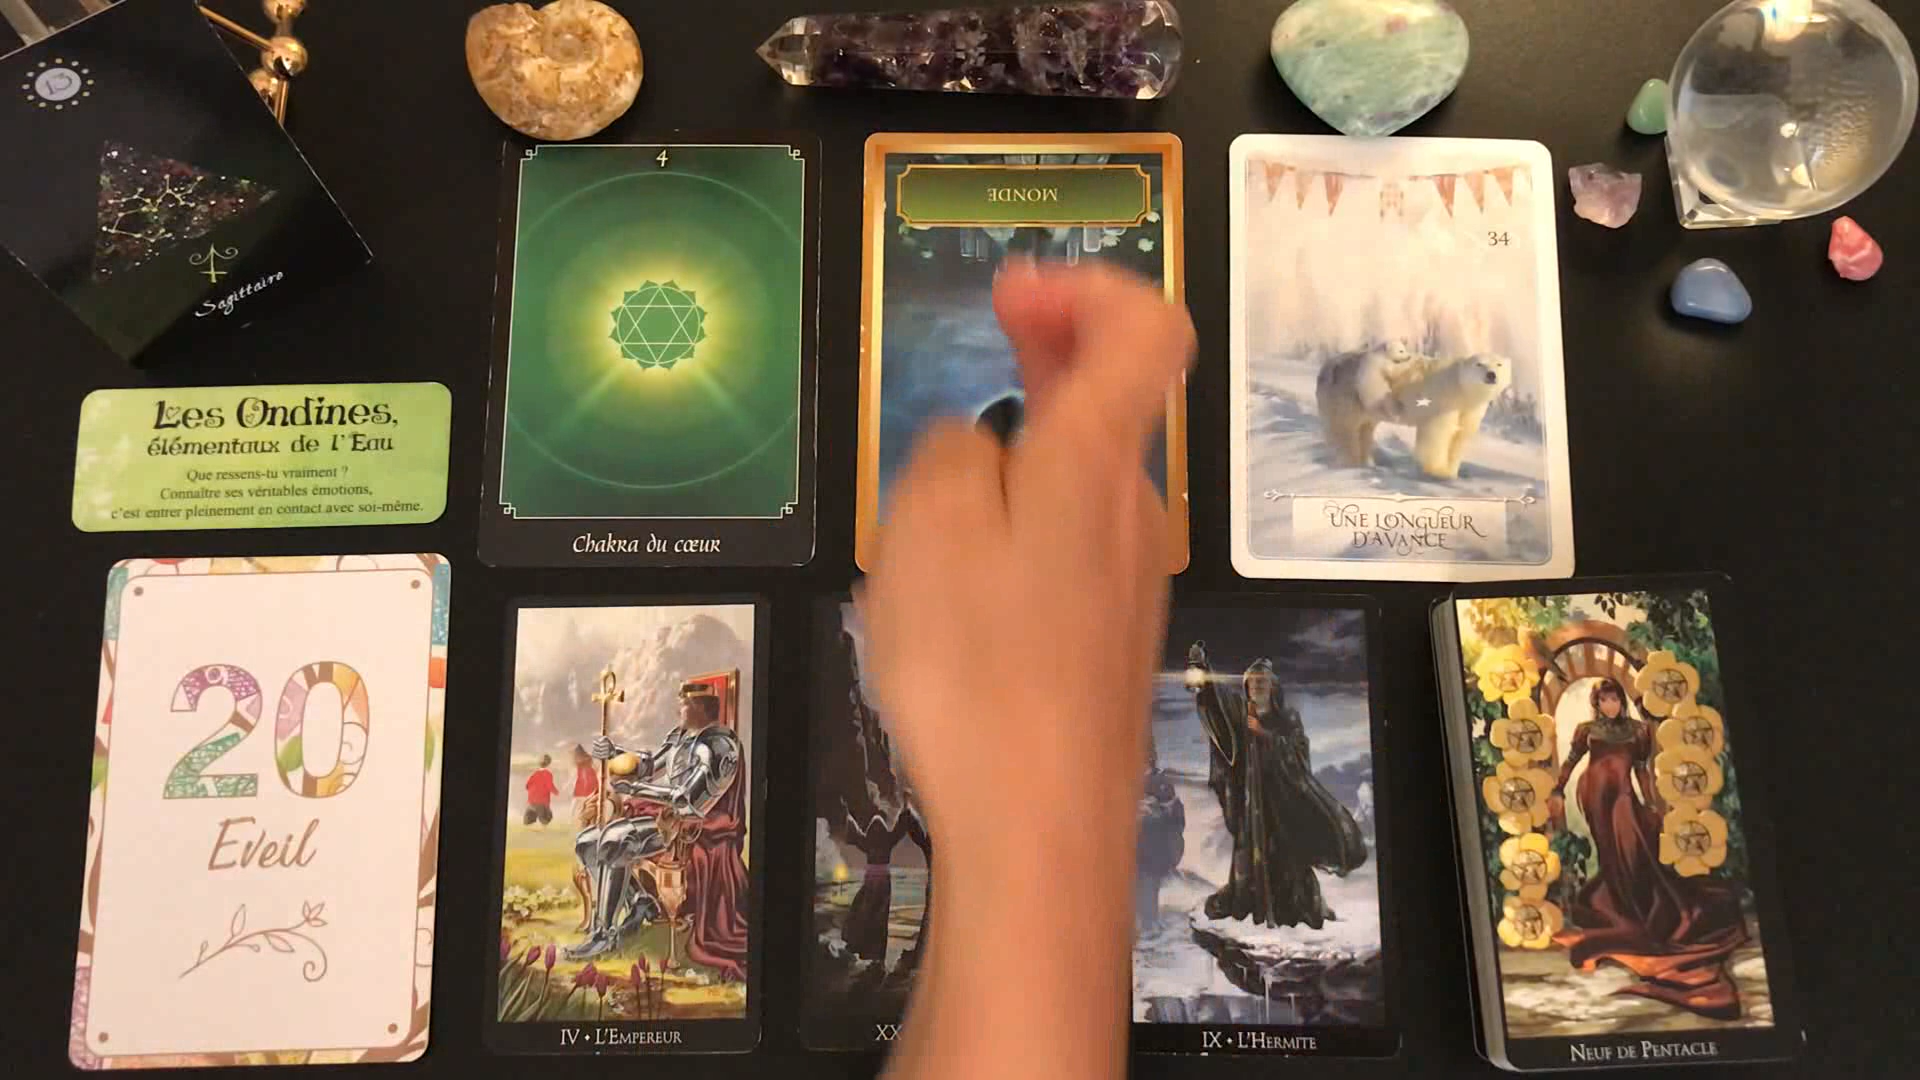 13
Sagittaire
4
Chakra du cœur
MONDE
34
UNE LONGUEUR
D'AVANCE
Les Ondines,
élémentaux de l'Eau
Que ressens-tu vraiment ?
Connaître ses véritables émotions,
c'est entrer pleinement en contact avec soi-même.
20
Eveil
IV • L'EMPEREUR
XX
IX • L'HERMITE
NEUF DE PENTACLE